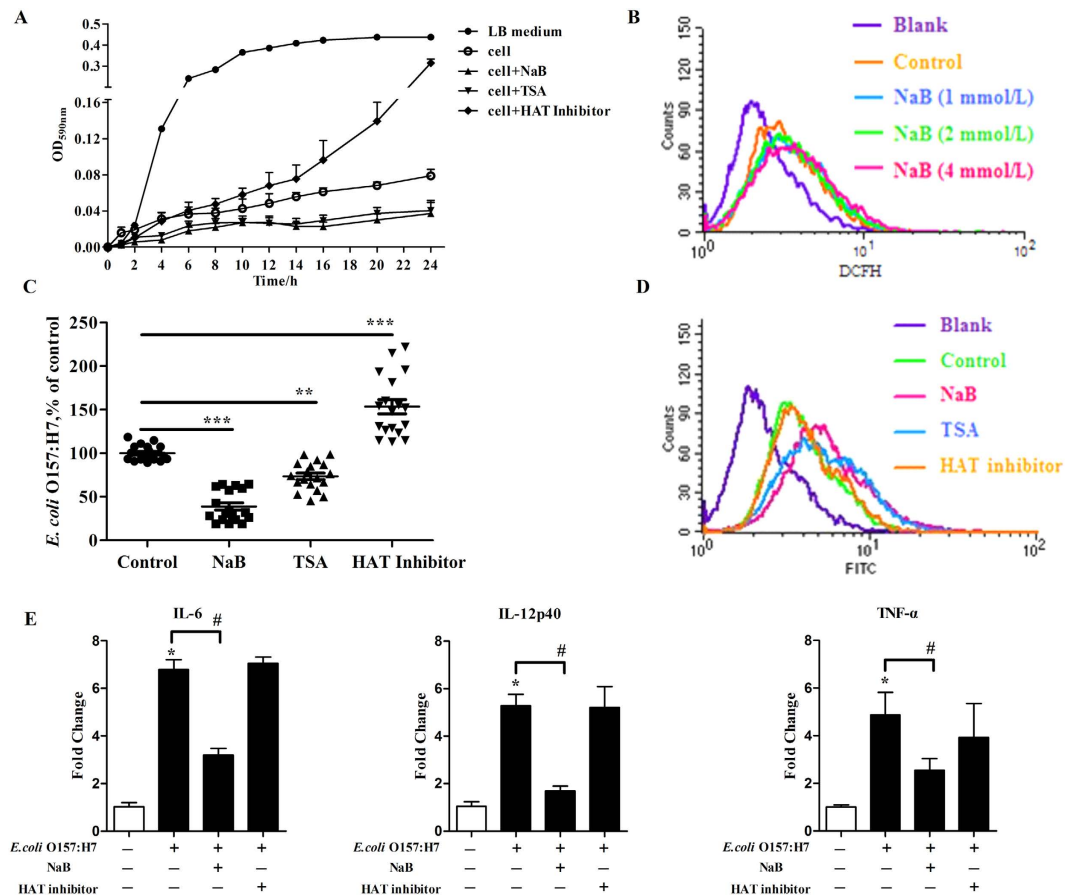 A
0.5
0.4
0.3
0.16
0.12
0.08
0.04
0.00
OD590nm
0 2 4 6 8 10 12 14 16 18 20 22 24
Time/h
LB medium
cell
cell+NaB
cell+TSA
cell+HAT Inhibitor
B
150
120
90
60
30
0
Counts
10^0 10^1 10^2
DCFH
Blank
Control
NaB (1 mmol/L)
NaB (2 mmol/L)
NaB (4 mmol/L)
C
250
200
150
100
50
0
E. coli O157:H7,% of control
***
**
***
Control NaB TSA HAT Inhibitor
D
150
120
90
60
30
0
Counts
10^0 10^1 10^2
FITC
Blank
Control
NaB
TSA
HAT inhibitor
E
IL-6
8
6
4
2
0
Fold Change
* #
E.coli O157:H7 – + + +
NaB – – + –
HAT inhibitor – – – +
IL-12p40
8
6
4
2
0
Fold Change
* #
– + + +
– – + –
– – – +
TNF-α
8
6
4
2
0
Fold Change
* #
E.coli O157:H7 – + + +
NaB – – + –
HAT inhibitor – – – +